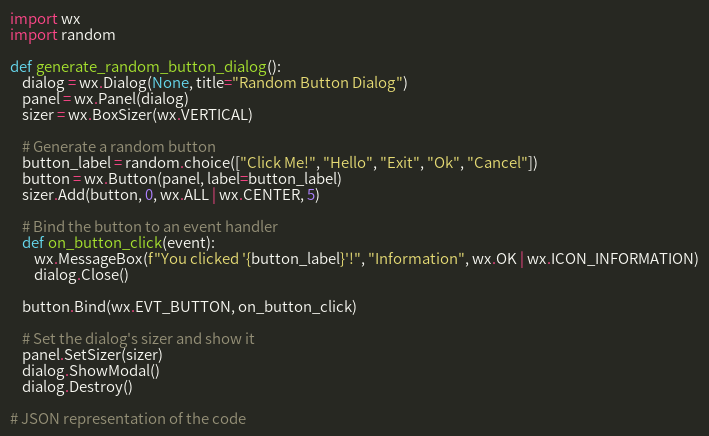 import wx
import random

def generate_random_button_dialog():
    dialog = wx.Dialog(None, title="Random Button Dialog")
    panel = wx.Panel(dialog)
    sizer = wx.BoxSizer(wx.VERTICAL)

    # Generate a random button
    button_label = random.choice(["Click Me!", "Hello", "Exit", "Ok", "Cancel"])
    button = wx.Button(panel, label=button_label)
    sizer.Add(button, 0, wx.ALL | wx.CENTER, 5)

    # Bind the button to an event handler
    def on_button_click(event):
        wx.MessageBox(f"You clicked '{button_label}'!", "Information", wx.OK | wx.ICON_INFORMATION)
        dialog.Close()

    button.Bind(wx.EVT_BUTTON, on_button_click)

    # Set the dialog's sizer and show it
    panel.SetSizer(sizer)
    dialog.ShowModal()
    dialog.Destroy()

# JSON representation of the code